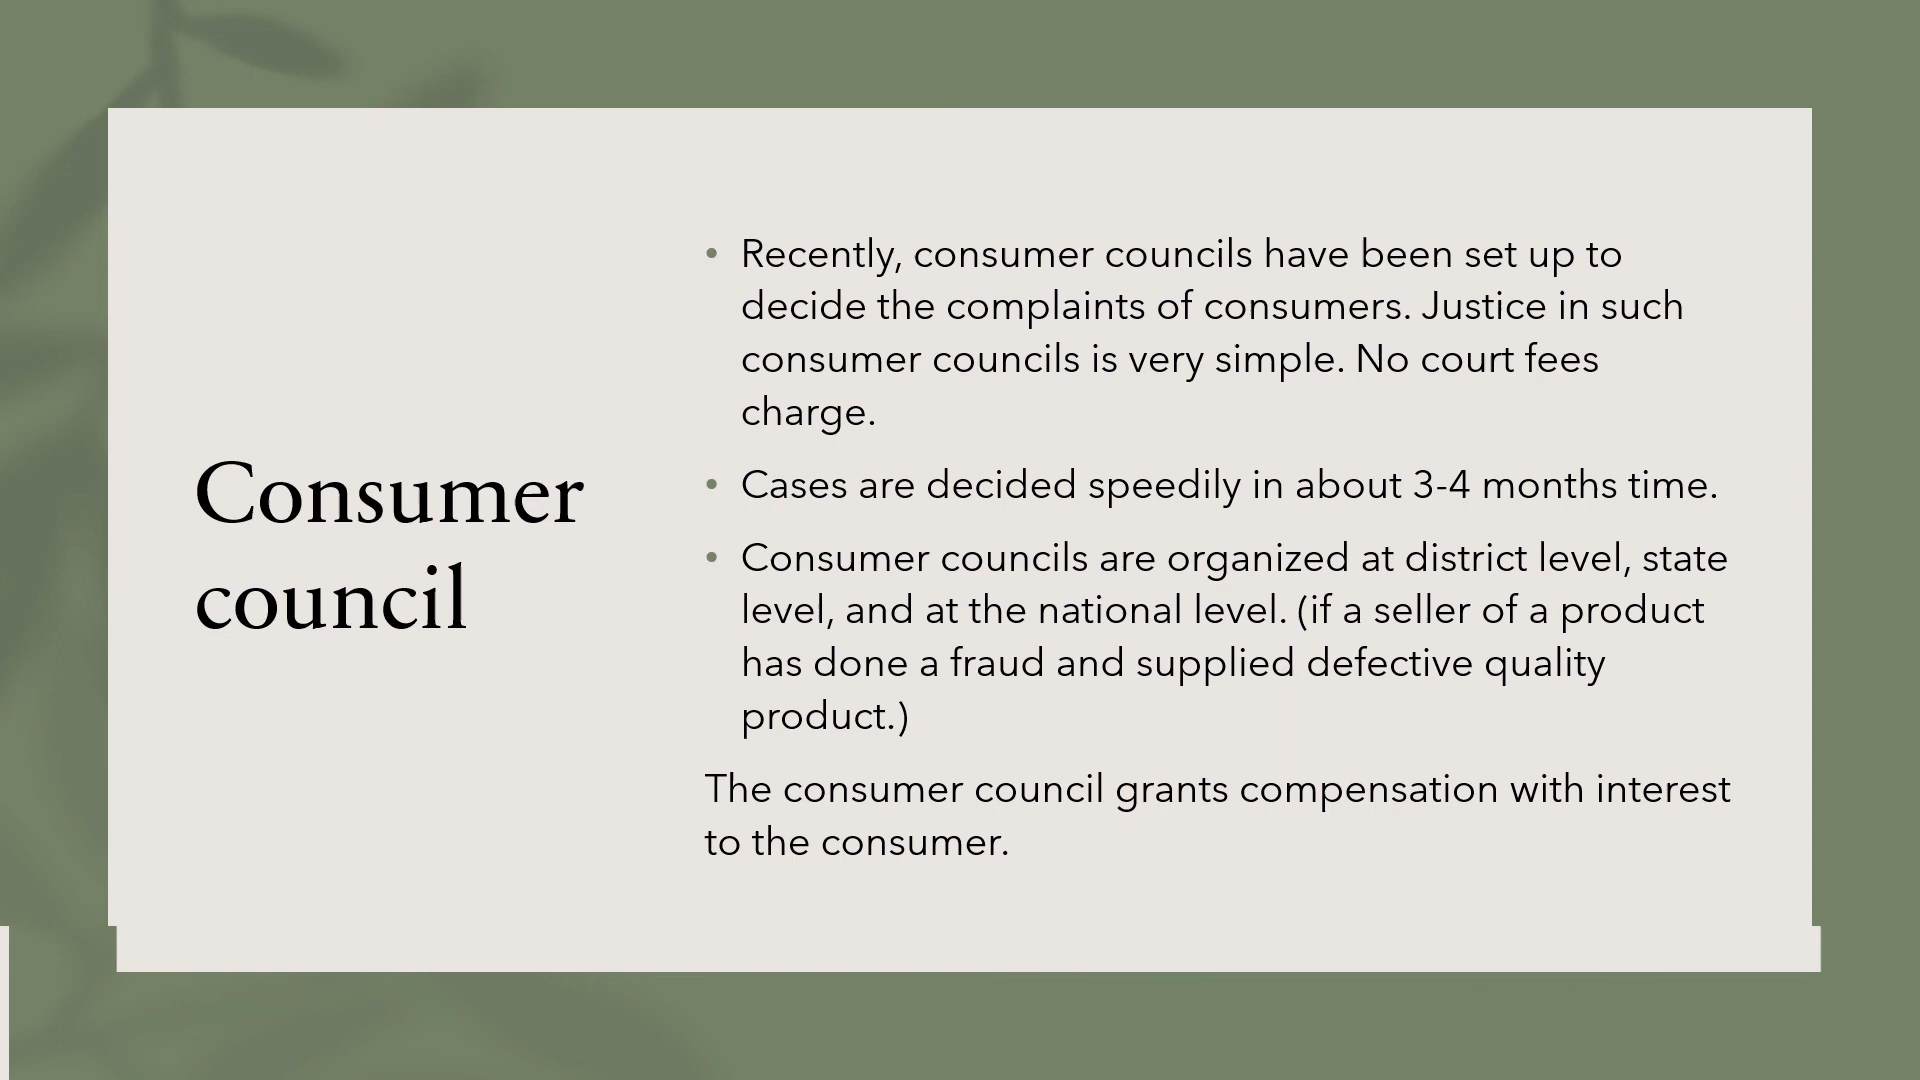 Consumer
council
• Recently, consumer councils have been set up to
decide the complaints of consumers. Justice in such
consumer councils is very simple. No court fees
charge.
• Cases are decided speedily in about 3-4 months time.
• Consumer councils are organized at district level, state
level, and at the national level. (if a seller of a product
has done a fraud and supplied defective quality
product.)
The consumer council grants compensation with interest
to the consumer.